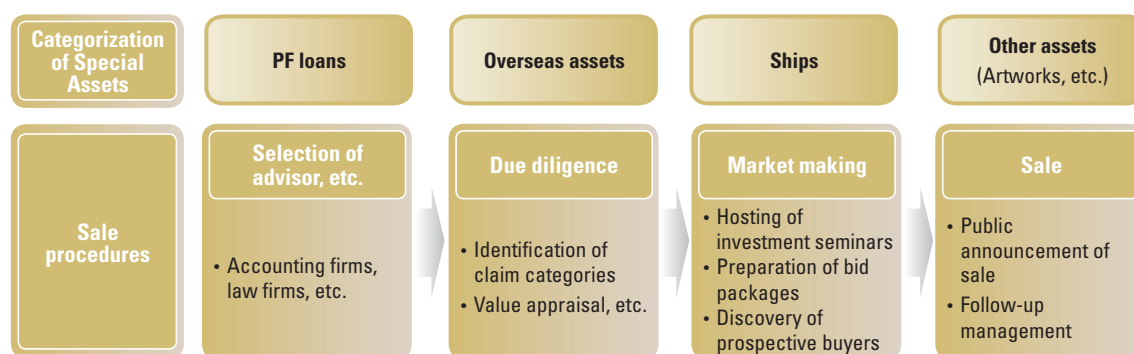 Categorization
of Special
Assets
PF loans
Overseas assets
Ships
Other assets
(Artworks, etc.)
Sale
procedures
Selection of
advisor, etc.
• Accounting firms,
law firms, etc.
Due diligence
• Identification of
claim categories
• Value appraisal, etc.
Market making
• Hosting of
investment seminars
• Preparation of bid
packages
• Discovery of
prospective buyers
Sale
• Public
announcement of
sale
• Follow-up
management